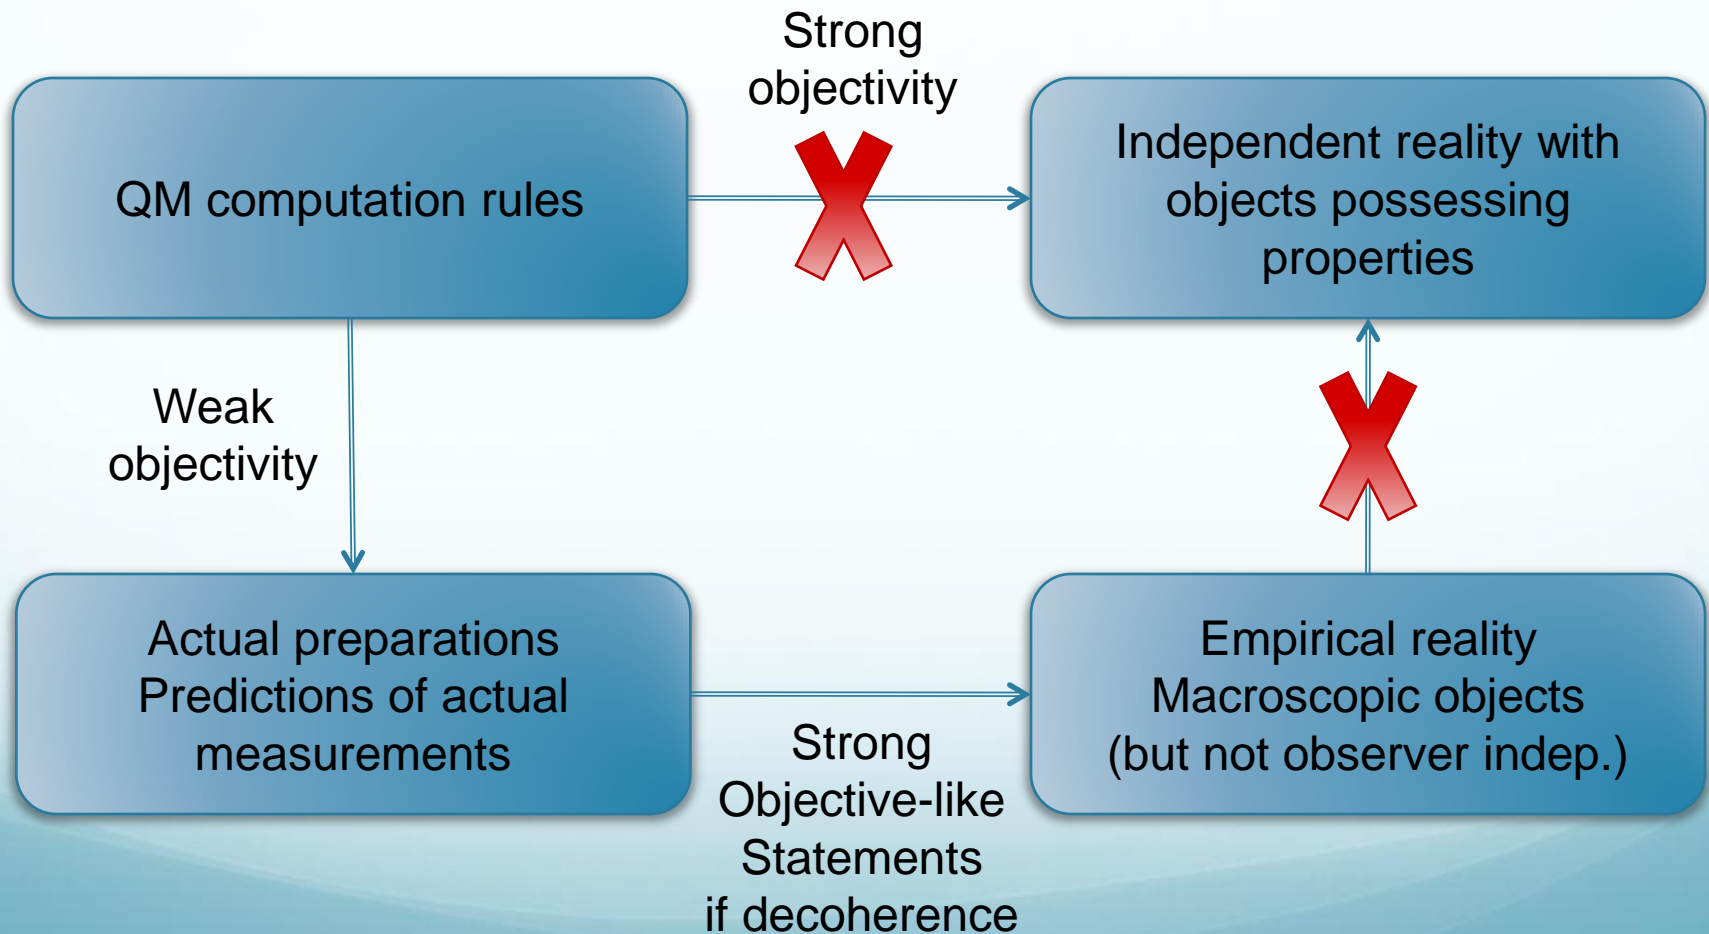 Strong
objectivity
QM computation rules
Independent reality with
objects possessing
properties
Weak
objectivity
Actual preparations
Predictions of actual
measurements
Strong
Objective-like
Statements
if decoherence
Empirical reality
Macroscopic objects
(but not observer indep.)